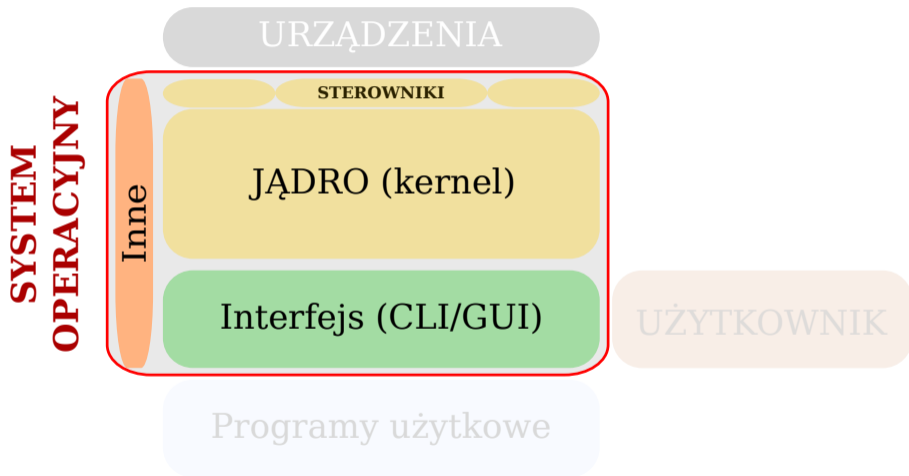 URZĄDZENIA
SYSTEM
OPERACYJNY
Inne
STEROWNIKI
JĄDRO (kernel)
Interfejs (CLI/GUI)
UŻYTKOWNIK
Programy użytkowe